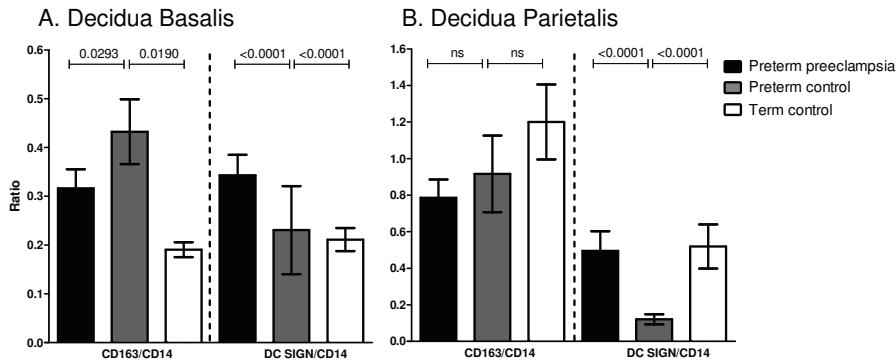 A. Decidua Basalis
0.6
0.5
0.4
0.3
0.2
0.1
0.0
Ratio
0.0293 0.0190 <0.0001 <0.0001
CD163/CD14 DC SIGN/CD14
B. Decidua Parietalis
1.6
1.4
1.2
1.0
0.8
0.6
0.4
0.2
0.0
ns ns <0.0001 <0.0001
CD163/CD14 DC SIGN/CD14
Preterm preeclampsia
Preterm control
Term control